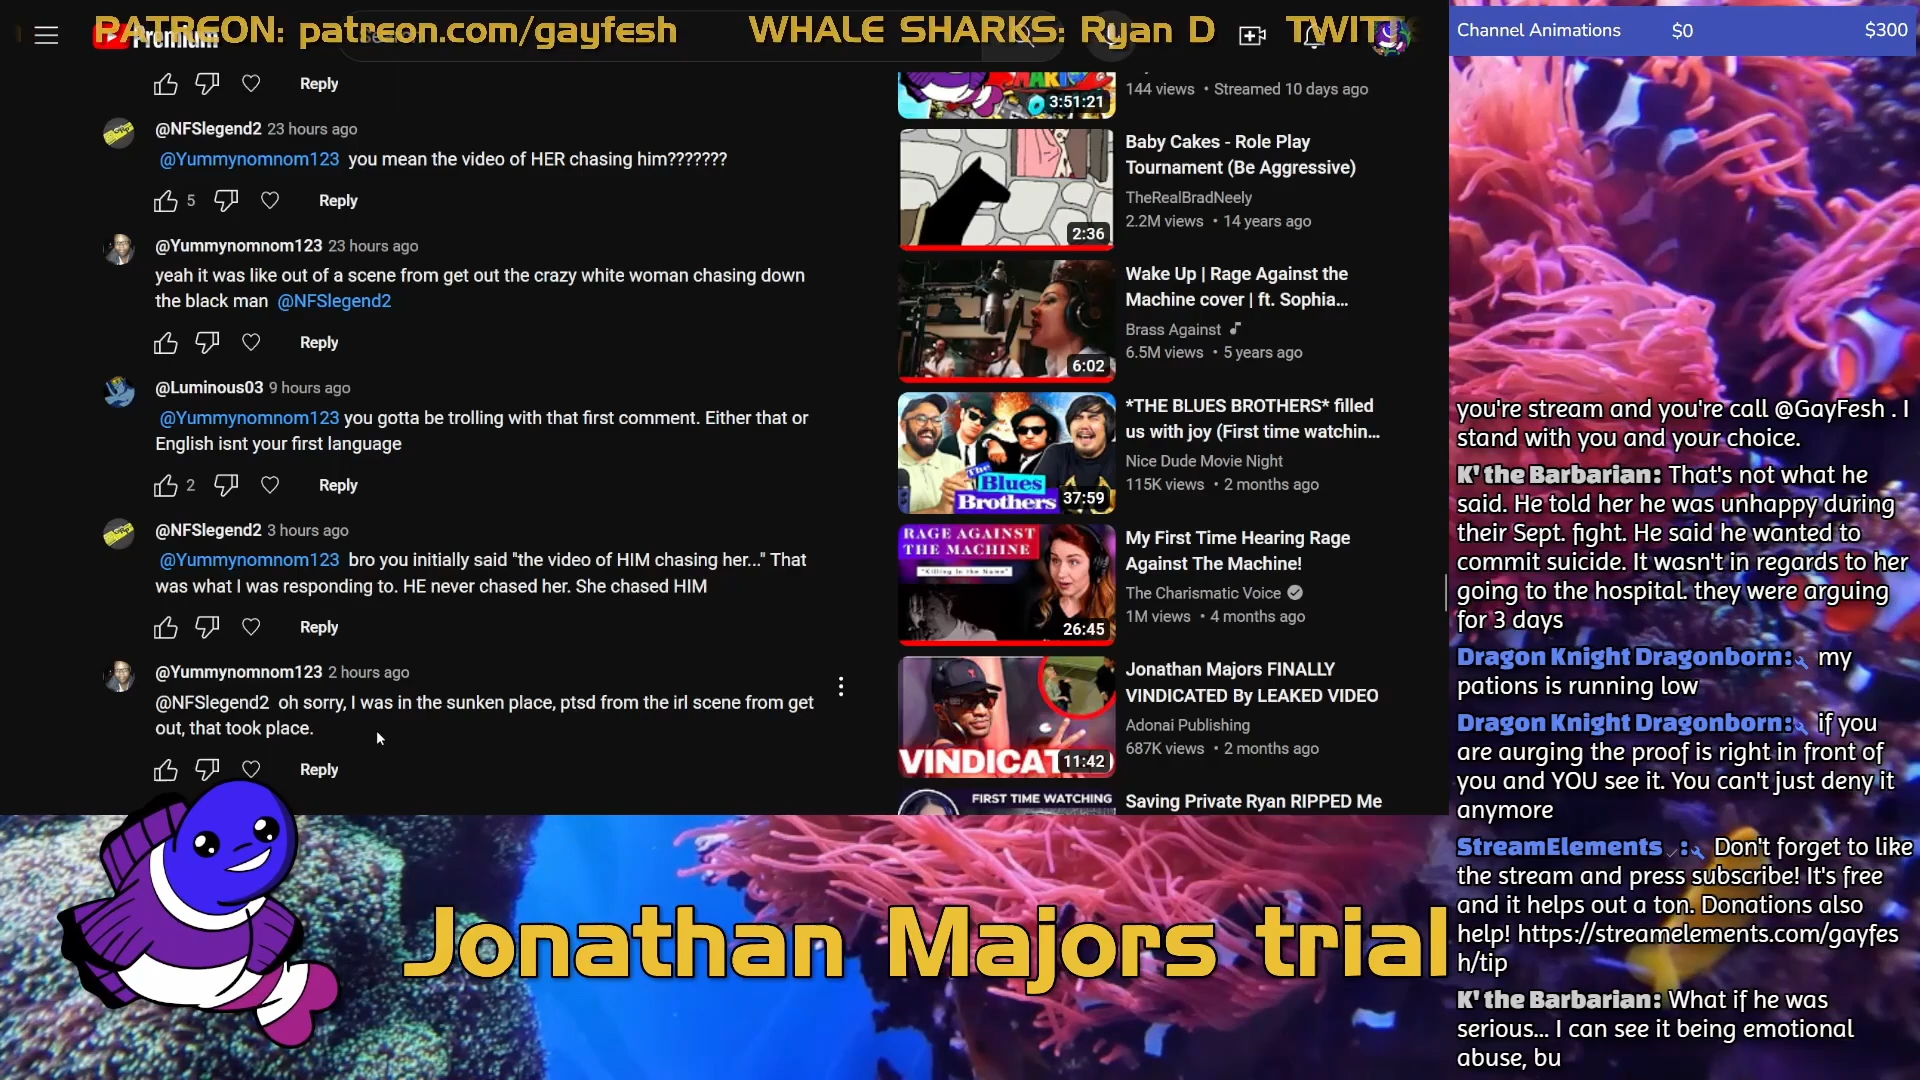 PATREON: patreon.com/gayfesh WHALE SHARKS: Ryan D TWIT
Premium
Reply
@NFSlegend2 23 hours ago
@Yummynomnom123 you mean the video of HER chasing him???????
5 Reply
@Yummynomnom123 23 hours ago
yeah it was like out of a scene from get out the crazy white woman chasing down
the black man @NFSlegend2
Reply
@Luminous03 9 hours ago
@Yummynomnom123 you gotta be trolling with that first comment. Either that or
English isnt your first language
2 Reply
@NFSlegend2 3 hours ago
@Yummynomnom123 bro you initially said "the video of HIM chasing her..." That
was what I was responding to. HE never chased her. She chased HIM
Reply
@Yummynomnom123 2 hours ago
@NFSlegend2 oh sorry, I was in the sunken place, ptsd from the irl scene from get
out, that took place.
Reply
3:51:21
144 views • Streamed 10 days ago
2:36
Baby Cakes - Role Play
Tournament (Be Aggressive)
TheRealBradNeely
2.2M views • 14 years ago
6:02
Wake Up | Rage Against the
Machine cover | ft. Sophia...
Brass Against
6.5M views • 5 years ago
The
Blues
Brothers
37:59
*THE BLUES BROTHERS* filled
us with joy (First time watchin...
Nice Dude Movie Night
115K views • 2 months ago
RAGE AGAINST
THE MACHINE
"Killing in the Name"
26:45
My First Time Hearing Rage
Against The Machine!
The Charismatic Voice
1M views • 4 months ago
VINDICAT
11:42
Jonathan Majors FINALLY
VINDICATED By LEAKED VIDEO
Adonai Publishing
687K views • 2 months ago
FIRST TIME WATCHING
Saving Private Ryan RIPPED Me
Channel Animations $0 $300
you're stream and you're call @GayFesh . I
stand with you and your choice.
K' the Barbarian: That's not what he
said. He told her he was unhappy during
their Sept. fight. He said he wanted to
commit suicide. It wasn't in regards to her
going to the hospital. they were arguing
for 3 days
Dragon Knight Dragonborn: my
pations is running low
Dragon Knight Dragonborn: if you
are aurging the proof is right in front of
you and YOU see it. You can't just deny it
anymore
StreamElements : Don't forget to like
the stream and press subscribe! It's free
and it helps out a ton. Donations also
help! https://streamelements.com/gayfes
h/tip
K' the Barbarian: What if he was
serious... I can see it being emotional
abuse, bu
Jonathan Majors trial